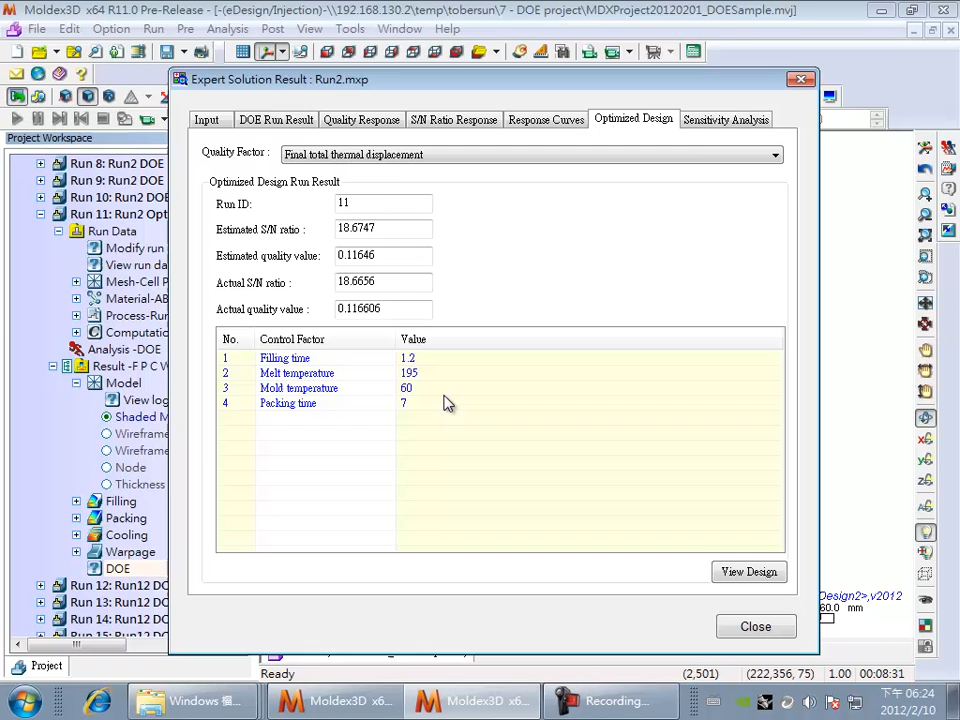 Moldex3D x64 R11.0 Pre-Release - [-(eDesign/Injection)-\\192.168.130.2\temp\tobersun\7 - DOE project\MDXProject20120201_DOESample.mvj]
File Edit Option Run Pre Analysis Post View Tools Window Help
Expert Solution Result : Run2.mxp
Project Workspace
Run 8: Run2 DOE
Run 9: Run2 DOE
Run 10: Run2 DOE
Run 11: Run2 Opt
Run Data
Modify run
View run da
Mesh-Cell P
Material-AB
Process-Run
Computatio
Analysis -DOE
Result -F P C W
Model
View log
Shaded M
Wireframe
Wireframe
Node
Thickness
Filling
Packing
Cooling
Warpage
DOE
Run 12: Run12 DO
Run 13: Run12 DO
Run 14: Run12 DO
Run 15: Run12 DO
Project
Input DOE Run Result Quality Response S/N Ratio Response Response Curves Optimized Design Sensitivity Analysis
Quality Factor : Final total thermal displacement
Optimized Design Run Result
Run ID: 11
Estimated S/N ratio : 18.6747
Estimated quality value: 0.11646
Actual S/N ratio : 18.6656
Actual quality value : 0.116606
No. Control Factor Value
1 Filling time 1.2
2 Melt temperature 195
3 Mold temperature 60
4 Packing time 7
View Design
Close
Design2>,v2012
60.0 mm
Ready (2,501) (222,356, 75) 1.00 00:08:31
Windows 檔... Moldex3D x6... Moldex3D x6... Recording...
下午 06:24
2012/2/10